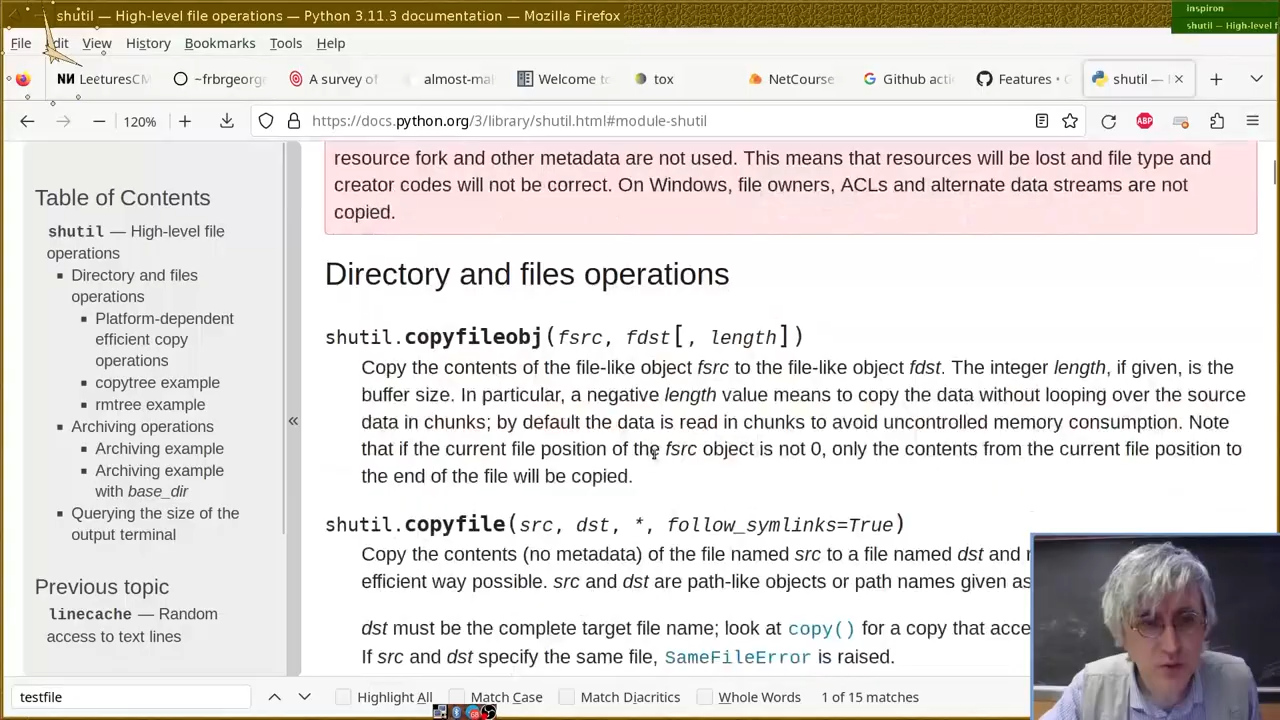 shutil — High-level file operations — Python 3.11.3 documentation — Mozilla Firefox
inspiron
shutil — High-level f
File Edit View History Bookmarks Tools Help
LeeturesCM ~frbrgeorg A survey of almost-ma Welcome to tox NetCourse Github acti Features · shutil —
120% https://docs.python.org/3/library/shutil.html#module-shutil ABP
resource fork and other metadata are not used. This means that resources will be lost and file type and
creator codes will not be correct. On Windows, file owners, ACLs and alternate data streams are not
copied.
Table of Contents
shutil — High-level file
operations
Directory and files
operations
Platform-dependent
efficient copy
operations
copytree example
rmtree example
Archiving operations
Archiving example
Archiving example
with base_dir
Querying the size of the
output terminal
Previous topic
linecache — Random
access to text lines
«
Directory and files operations
shutil.copyfileobj(fsrc, fdst[, length])
Copy the contents of the file-like object fsrc to the file-like object fdst. The integer length, if given, is the
buffer size. In particular, a negative length value means to copy the data without looping over the source
data in chunks; by default the data is read in chunks to avoid uncontrolled memory consumption. Note
that if the current file position of the fsrc object is not 0, only the contents from the current file position to
the end of the file will be copied.
shutil.copyfile(src, dst, *, follow_symlinks=True)
Copy the contents (no metadata) of the file named src to a file named dst and
efficient way possible. src and dst are path-like objects or path names given as
dst must be the complete target file name; look at copy() for a copy that acce
If src and dst specify the same file, SameFileError is raised.
testfile Highlight All Match Case Match Diacritics Whole Words 1 of 15 matches